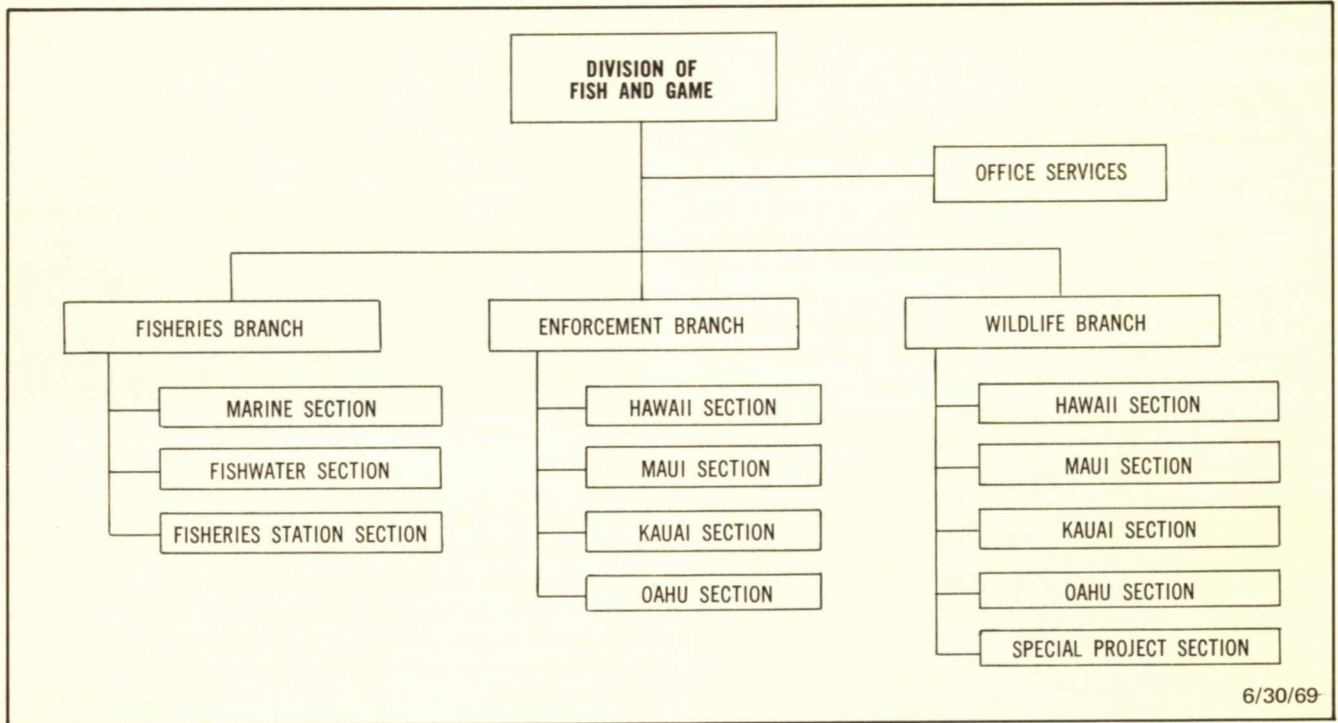 DIVISION OF
FISH AND GAME
OFFICE SERVICES
FISHERIES BRANCH
MARINE SECTION
FISHWATER SECTION
FISHERIES STATION SECTION
ENFORCEMENT BRANCH
HAWAII SECTION
MAUI SECTION
KAUAI SECTION
OAHU SECTION
WILDLIFE BRANCH
HAWAII SECTION
MAUI SECTION
KAUAI SECTION
OAHU SECTION
SPECIAL PROJECT SECTION
6/30/69